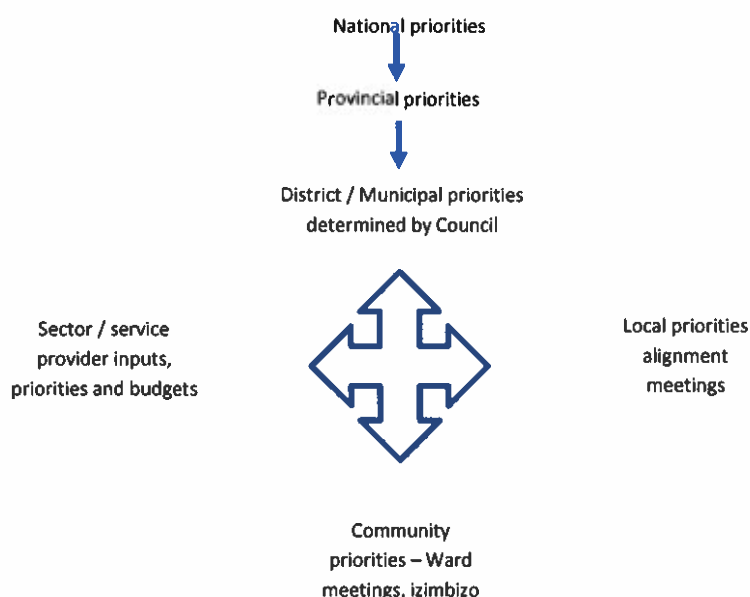 National priorities
Provincial priorities
District / Municipal priorities
determined by Council
Sector / service
provider inputs,
priorities and budgets
Local priorities
alignment
meetings
Community
priorities – Ward
meetings, izimbizo